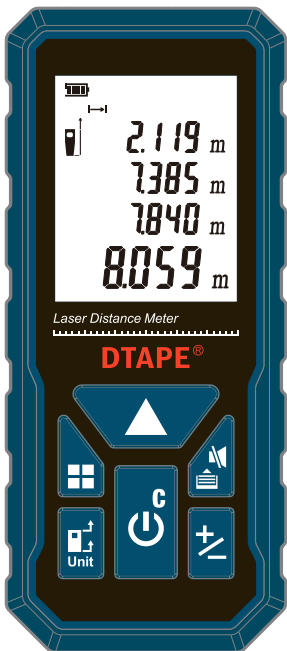 2.119 m
7.385 m
7.840 m
8.059 m
Laser Distance Meter
DTAPE®
C
Unit
+/−